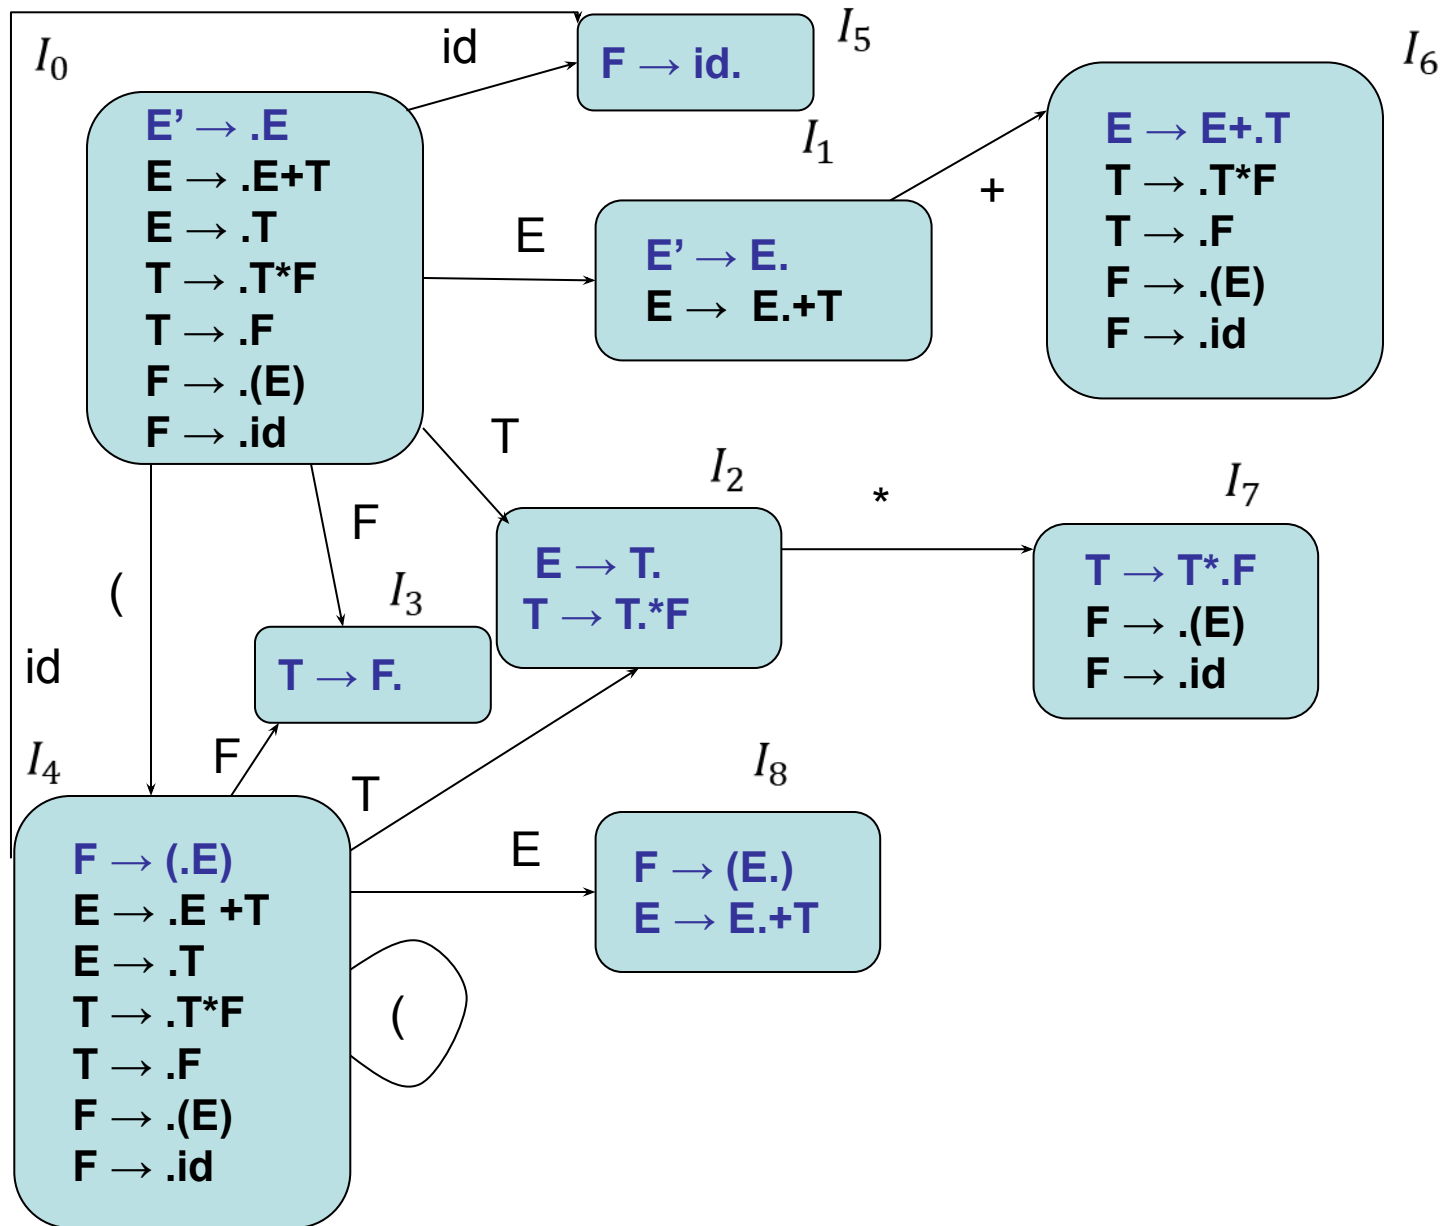 I₀
id
F → id.
I₅
I₆
E’ → .E
E → .E+T
E → .T
T → .T*F
T → .F
F → .(E)
F → .id
E
I₁
E’ → E.
E → E.+T
+
E → E+.T
T → .T*F
T → .F
F → .(E)
F → .id
T
F
(
id
I₃
T → F.
I₂
E → T.
T → T.*F
*
I₇
T → T*.F
F → .(E)
F → .id
I₄
F
T
E
I₈
F → (E.)
E → E.+T
F → (.E)
E → .E +T
E → .T
T → .T*F
T → .F
F → .(E)
F → .id
(